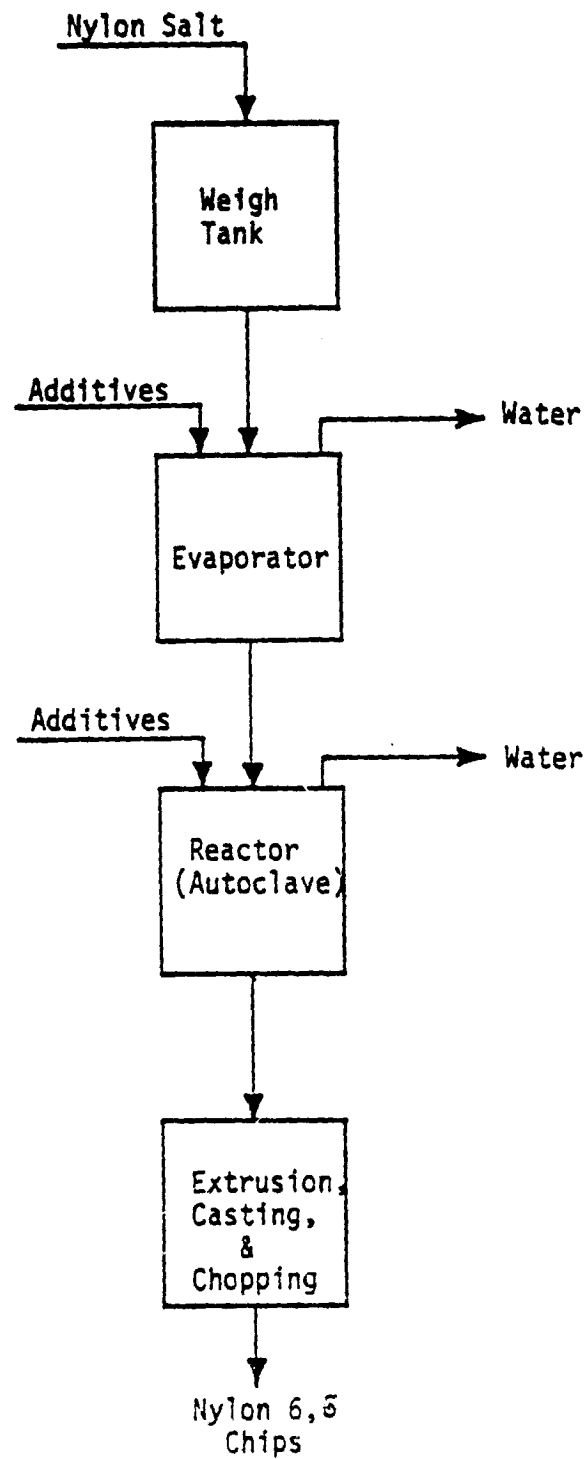 Nylon Salt
Weigh
Tank
Additives
Water
Evaporator
Additives
Water
Reactor
(Autoclave)
Extrusion,
Casting,
&
Chopping
Nylon 6,6
Chips